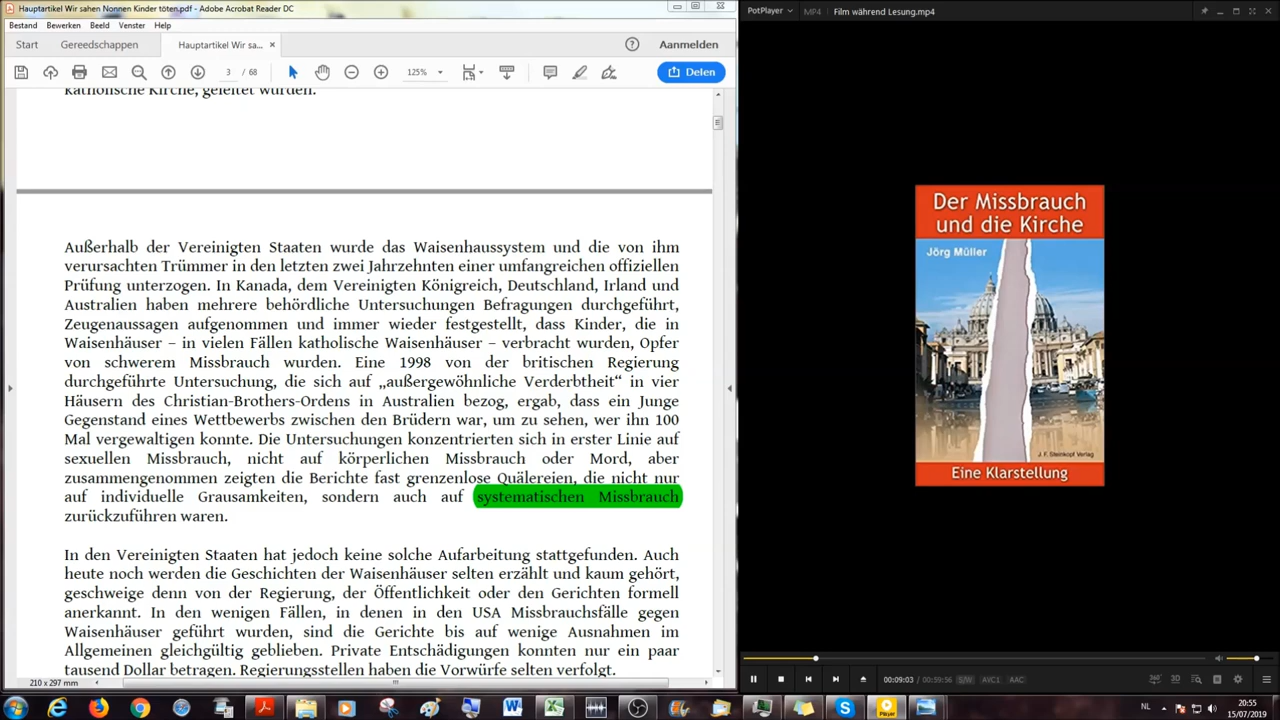 Hauptartikel Wir sahen Nonnen Kinder töten.pdf - Adobe Acrobat Reader DC
Bestand Bewerken Beeld Venster Help
Start Gereedschappen Hauptartikel Wir sa... × Aanmelden
3 / 68 125% Delen
katholische Kirche, geleitet wurden.
Außerhalb der Vereinigten Staaten wurde das Waisenhaussystem und die von ihm
verursachten Trümmer in den letzten zwei Jahrzehnten einer umfangreichen offiziellen
Prüfung unterzogen. In Kanada, dem Vereinigten Königreich, Deutschland, Irland und
Australien haben mehrere behördliche Untersuchungen Befragungen durchgeführt,
Zeugenaussagen aufgenommen und immer wieder festgestellt, dass Kinder, die in
Waisenhäuser – in vielen Fällen katholische Waisenhäuser – verbracht wurden, Opfer
von schwerem Missbrauch wurden. Eine 1998 von der britischen Regierung
durchgeführte Untersuchung, die sich auf „außergewöhnliche Verderbtheit“ in vier
Häusern des Christian-Brothers-Ordens in Australien bezog, ergab, dass ein Junge
Gegenstand eines Wettbewerbs zwischen den Brüdern war, um zu sehen, wer ihn 100
Mal vergewaltigen konnte. Die Untersuchungen konzentrierten sich in erster Linie auf
sexuellen Missbrauch, nicht auf körperlichen Missbrauch oder Mord, aber
zusammengenommen zeigten die Berichte fast grenzenlose Quälereien, die nicht nur
auf individuelle Grausamkeiten, sondern auch auf systematischen Missbrauch
zurückzuführen waren.
In den Vereinigten Staaten hat jedoch keine solche Aufarbeitung stattgefunden. Auch
heute noch werden die Geschichten der Waisenhäuser selten erzählt und kaum gehört,
geschweige denn von der Regierung, der Öffentlichkeit oder den Gerichten formell
anerkannt. In den wenigen Fällen, in denen in den USA Missbrauchsfälle gegen
Waisenhäuser geführt wurden, sind die Gerichte bis auf wenige Ausnahmen im
Allgemeinen gleichgültig geblieben. Private Entschädigungen konnten nur ein paar
tausend Dollar betragen. Regierungsstellen haben die Vorwürfe selten verfolgt.
210 x 297 mm
PotPlayer MP4 Film während Lesung.mp4
Der Missbrauch
und die Kirche
Jörg Müller
J. F. Steinkopf Verlag
Eine Klarstellung
00:09:03 / 00:59:36 S/W AVC1 AAC
360° 3D
NL 20:55
15/07/2019